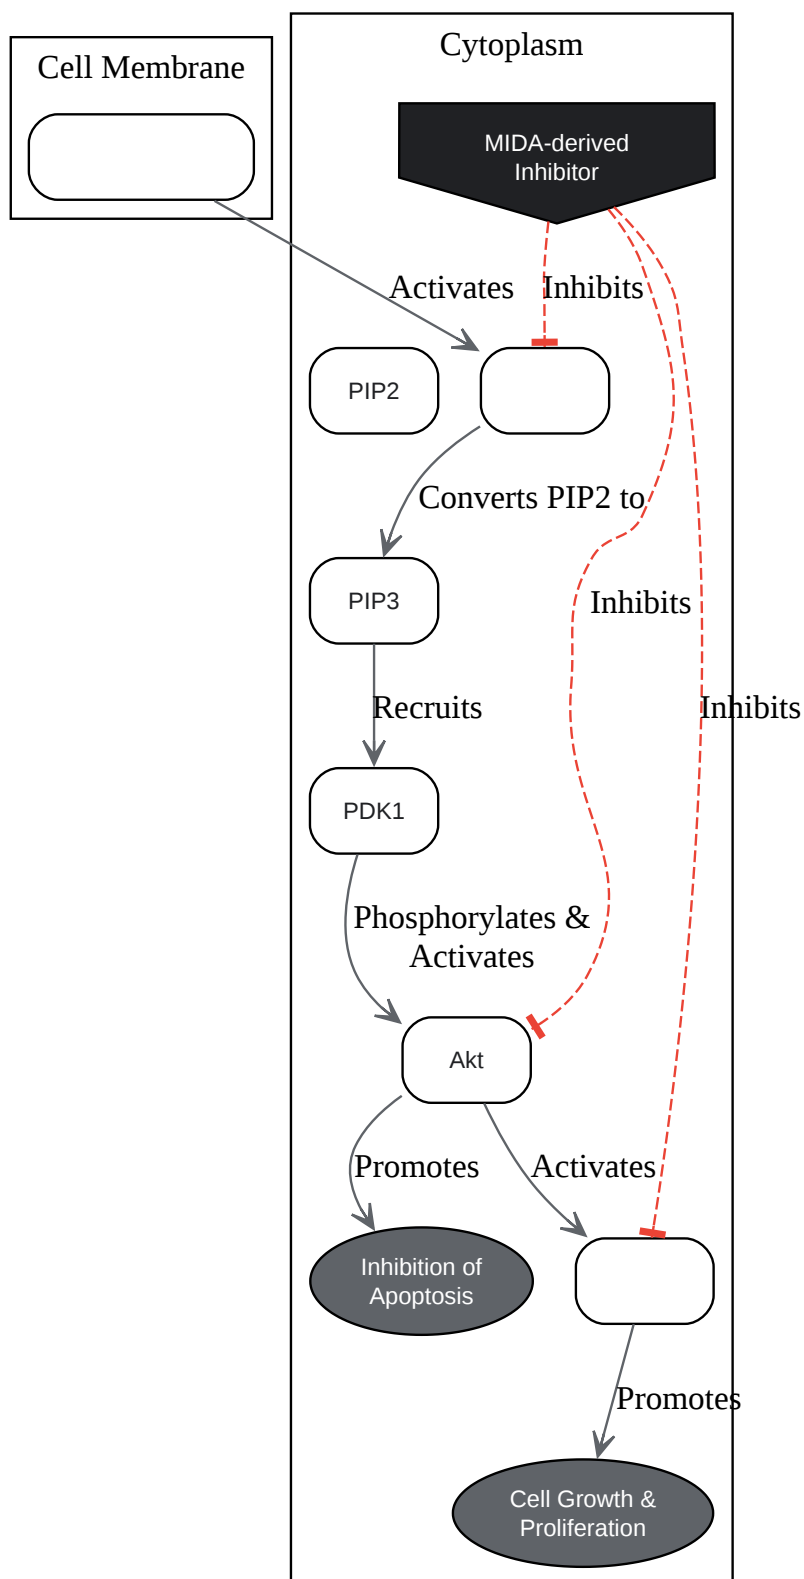 Cytoplasm
Cell Membrane
MIDA-derived
Inhibitor
Activates
Inhibits
PIP2
Converts PIP2 to
PIP3
Inhibits
Recruits
Inhibits
PDK1
Phosphorylates &
Activates
Akt
Promotes
Activates
Inhibition of
Apoptosis
Promotes
Cell Growth &
Proliferation